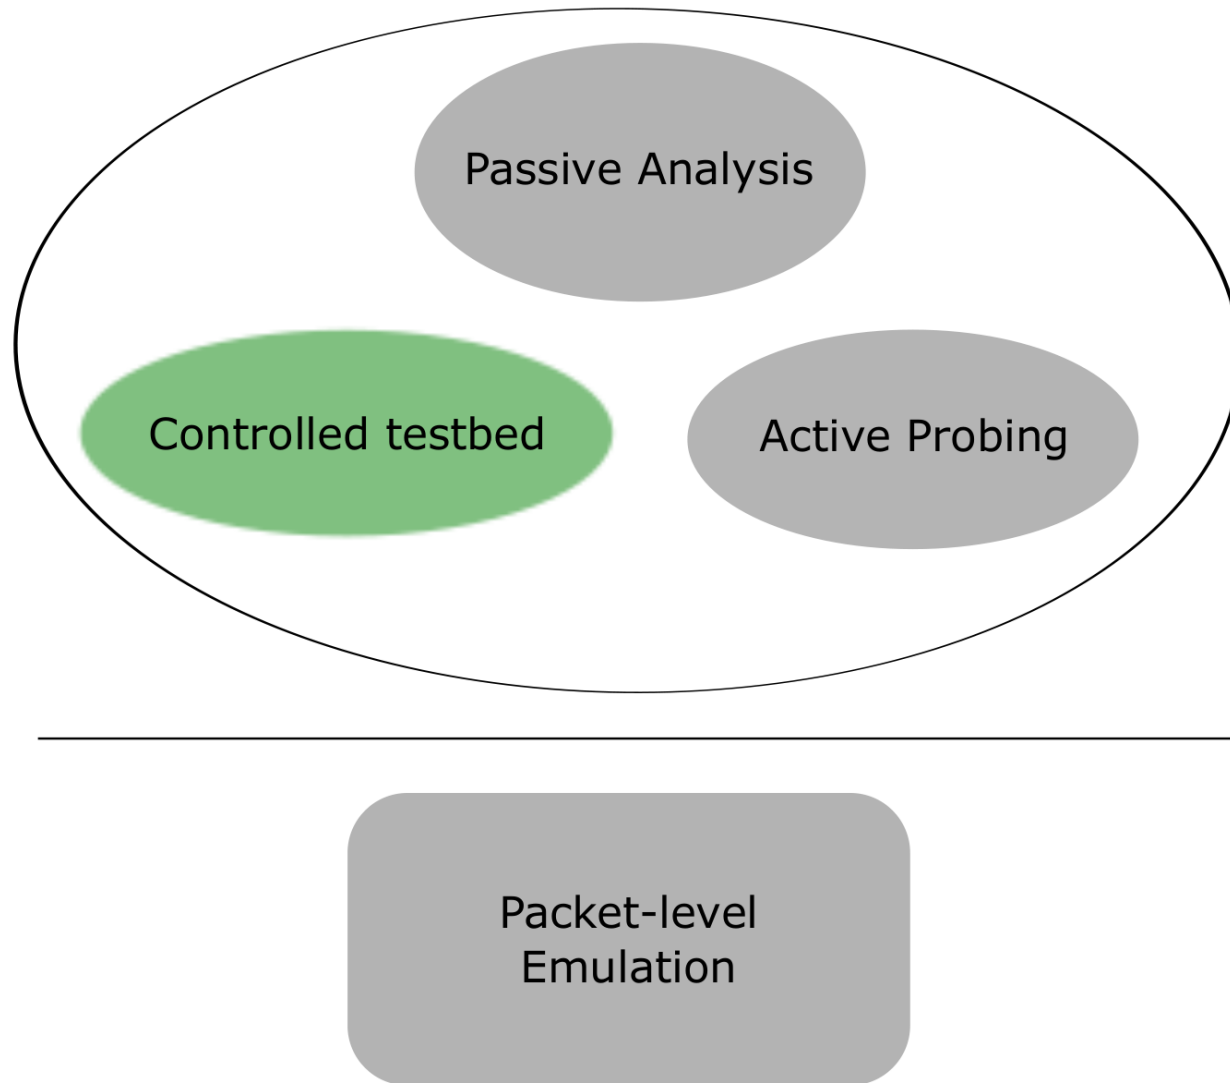 Passive Analysis
Controlled testbed
Active Probing
Packet-level
Emulation